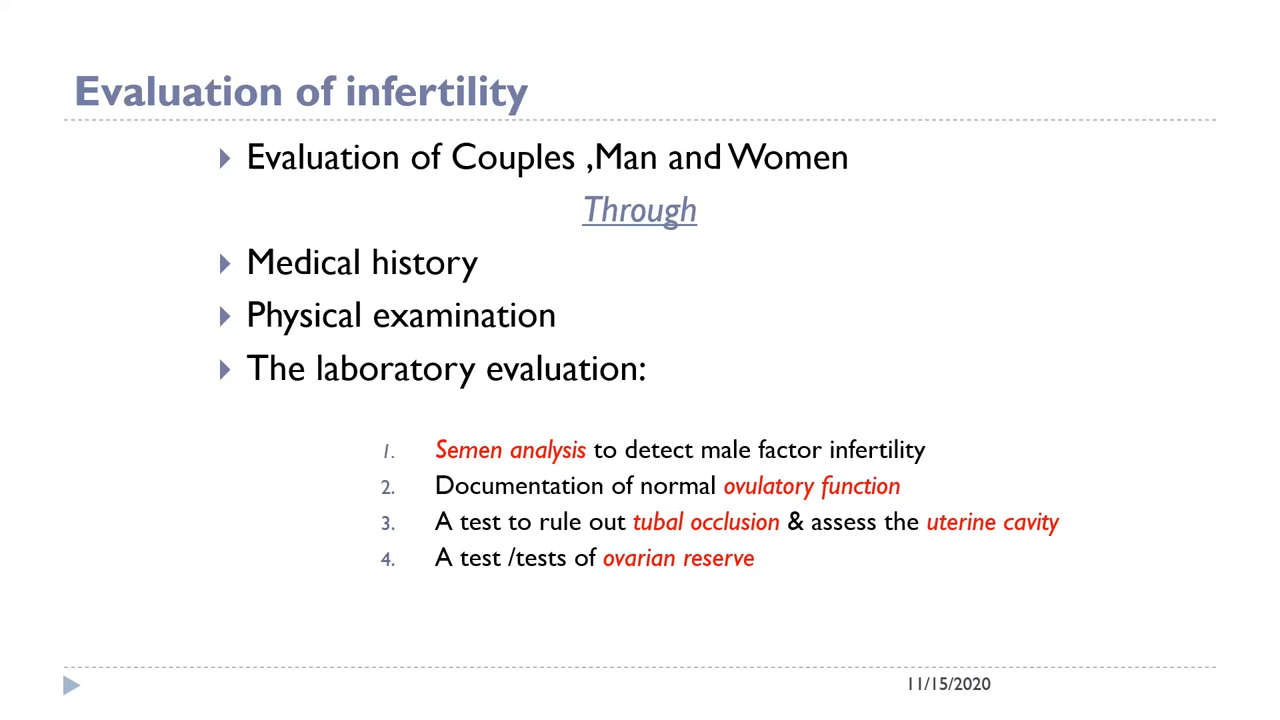 Evaluation of infertility
Evaluation of Couples ,Man and Women
Through
Medical history
Physical examination
The laboratory evaluation:
1. Semen analysis to detect male factor infertility
2. Documentation of normal ovulatory function
3. A test to rule out tubal occlusion & assess the uterine cavity
4. A test /tests of ovarian reserve
11/15/2020